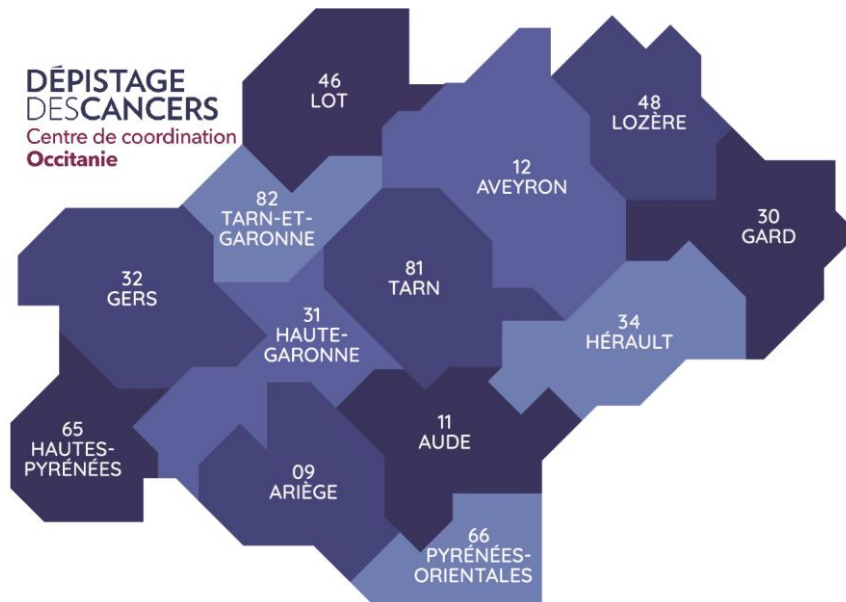 DÉPISTAGE
DESCANCERS
Centre de coordination
Occitanie
46
LOT
48
LOZÈRE
12
AVEYRON
82
TARN-ET-
GARONNE
30
GARD
32
GERS
81
TARN
31
HAUTE-
GARONNE
34
HÉRAULT
65
HAUTES-
PYRÉNÉES
11
AUDE
09
ARIÈGE
66
PYRÉNÉES-
ORIENTALES